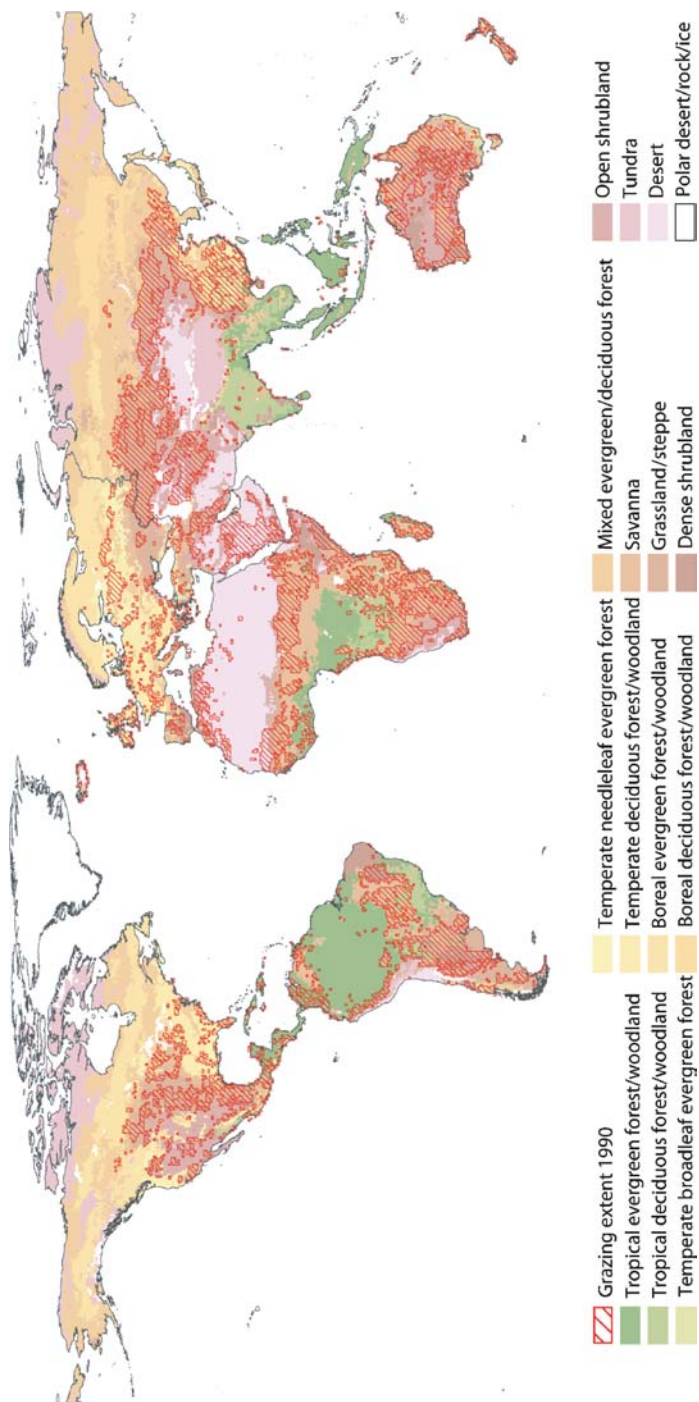 Grazing extent 1990
Tropical evergreen forest/woodland
Tropical deciduous forest/woodland
Temperate broadleaf evergreen forest
Temperate needleleaf evergreen forest
Temperate deciduous forest/woodland
Boreal evergreen forest/woodland
Boreal deciduous forest/woodland
Mixed evergreen/deciduous forest
Savanna
Grassland/steppe
Dense shrubland
Open shrubland
Tundra
Desert
Polar desert/rock/ice